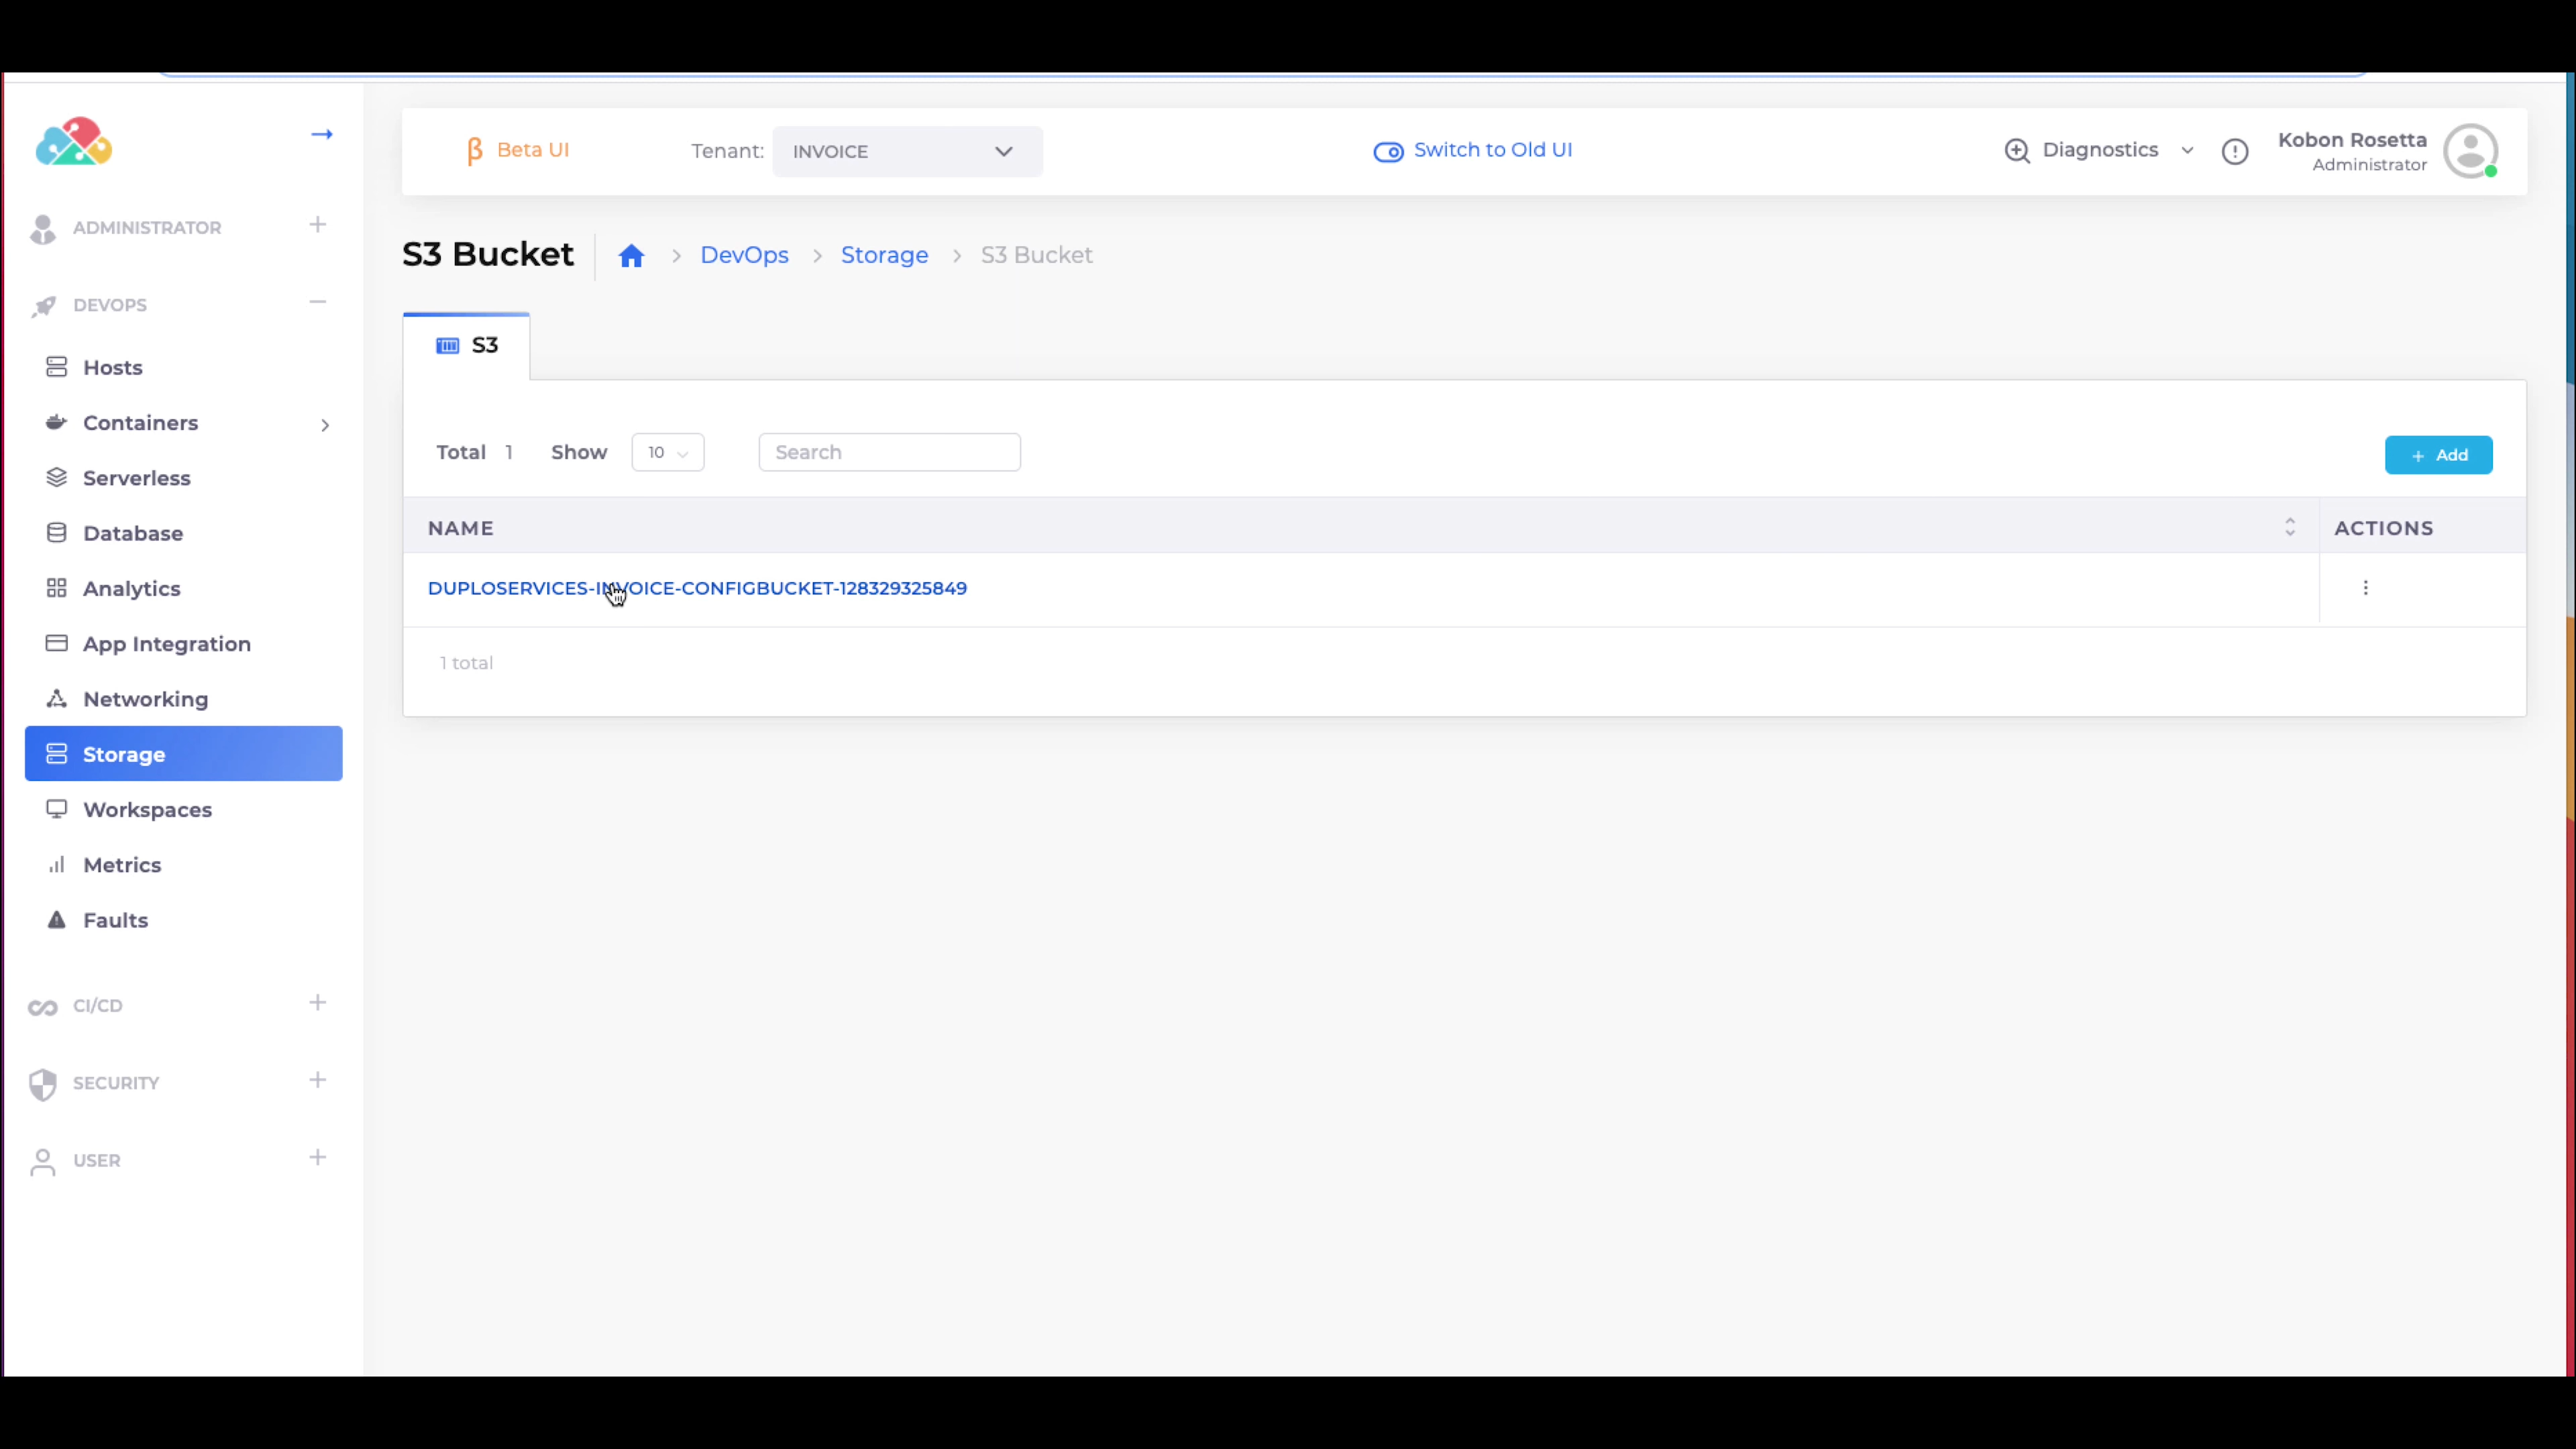 β Beta UI
Tenant: INVOICE
Switch to Old UI
Diagnostics
Kobon Rosetta
Administrator
ADMINISTRATOR
DEVOPS
Hosts
Containers
Serverless
Database
Analytics
App Integration
Networking
Storage
Workspaces
Metrics
Faults
CI/CD
SECURITY
USER
S3 Bucket
DevOps > Storage > S3 Bucket
S3
Total 1 Show 10 Search
+ Add
NAME ACTIONS
DUPLOSERVICES-INVOICE-CONFIGBUCKET-128329325849
1 total